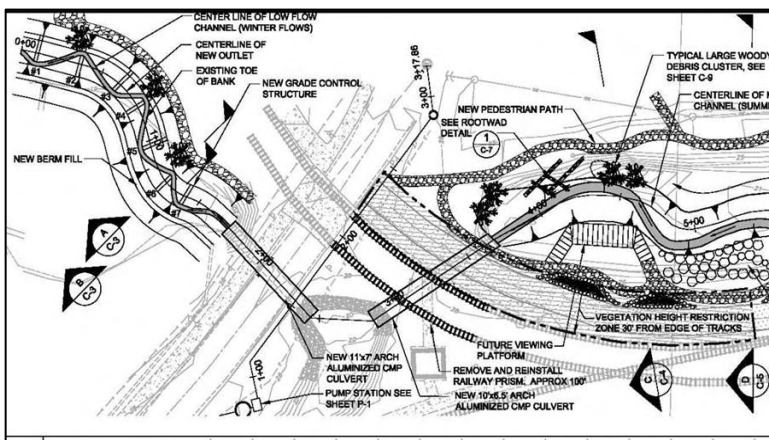 CENTER LINE OF LOW FLOW
CHANNEL (WINTER FLOWS)
0+00
CENTERLINE OF
NEW OUTLET
EXISTING TOE
OF BANK
NEW GRADE CONTROL
STRUCTURE
#1
#2
#3
#4
#5
#6
#7
1+00
NEW BERM FILL
A
C-3
B
C-3
2+00
3+17.86
3+00
TYPICAL LARGE WOODY
DEBRIS CLUSTER, SEE
SHEET C-9
NEW PEDESTRIAN PATH
CENTERLINE OF
CHANNEL (SUMM
SEE ROOTWAD
DETAIL
1
C-7
4+00
5+00
2+00
3+00
VEGETATION HEIGHT RESTRICTION
ZONE 30' FROM EDGE OF TRACKS
FUTURE VIEWING
PLATFORM
NEW 11'x7' ARCH
ALUMINIZED CMP
CULVERT
REMOVE AND REINSTALL
RAILWAY PRISM, APPROX 100'
1+00
PUMP STATION SEE
SHEET P-1
NEW 10'x6.5' ARCH
ALUMINIZED CMP CULVERT
C
C-4
D
C-5